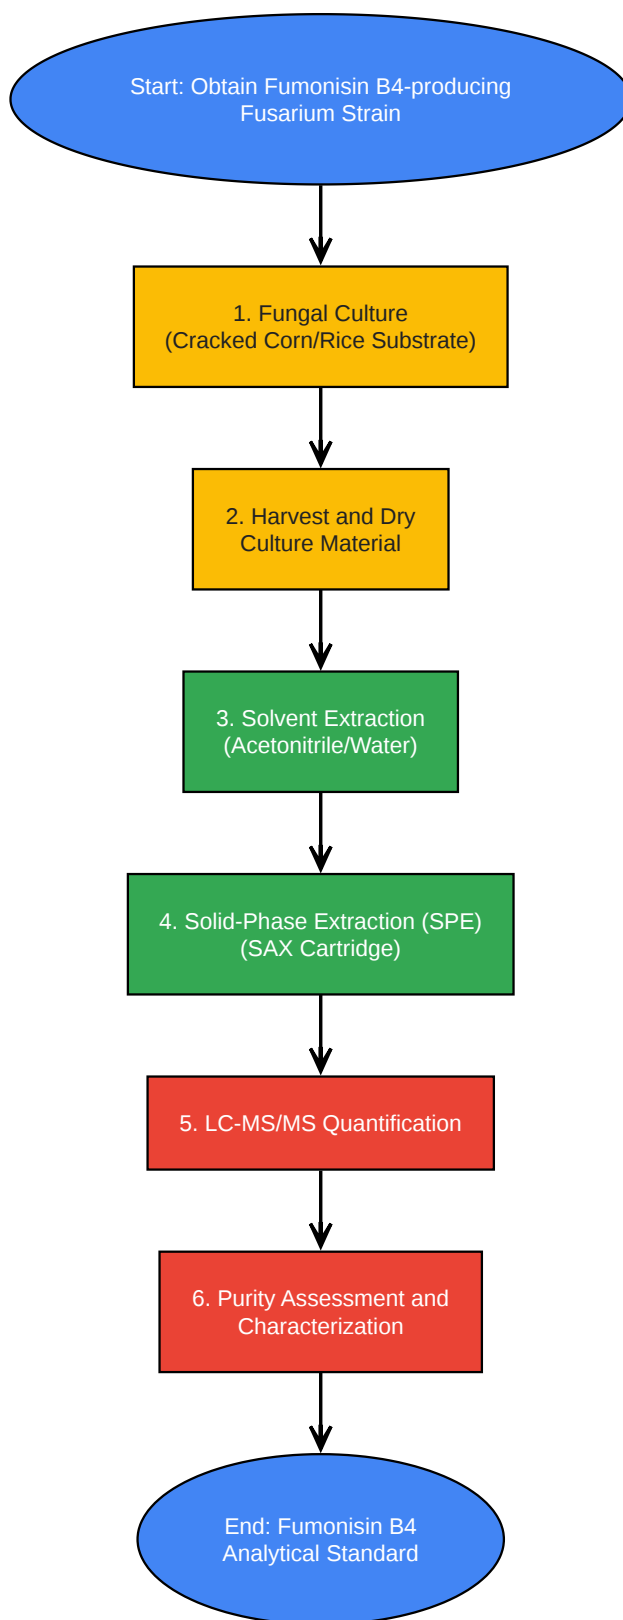 Start: Obtain Fumonisin B4-producing
Fusarium Strain
1. Fungal Culture
(Cracked Corn/Rice Substrate)
2. Harvest and Dry
Culture Material
3. Solvent Extraction
(Acetonitrile/Water)
4. Solid-Phase Extraction (SPE)
(SAX Cartridge)
5. LC-MS/MS Quantification
6. Purity Assessment and
Characterization
End: Fumonisin B4
Analytical Standard